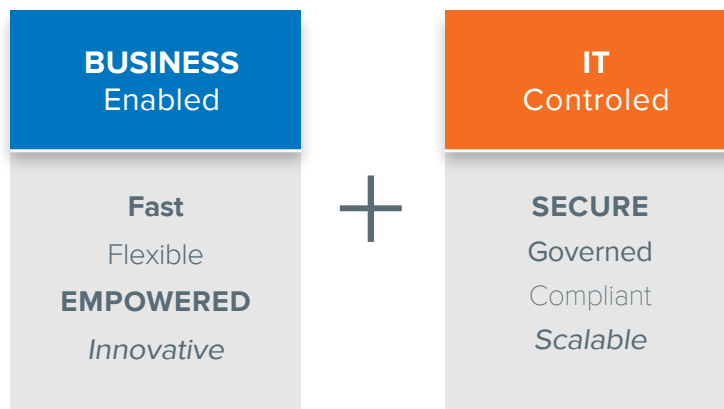 BUSINESS
Enabled
Fast
Flexible
EMPOWERED
Innovative
+
IT
Controled
SECURE
Governed
Compliant
Scalable